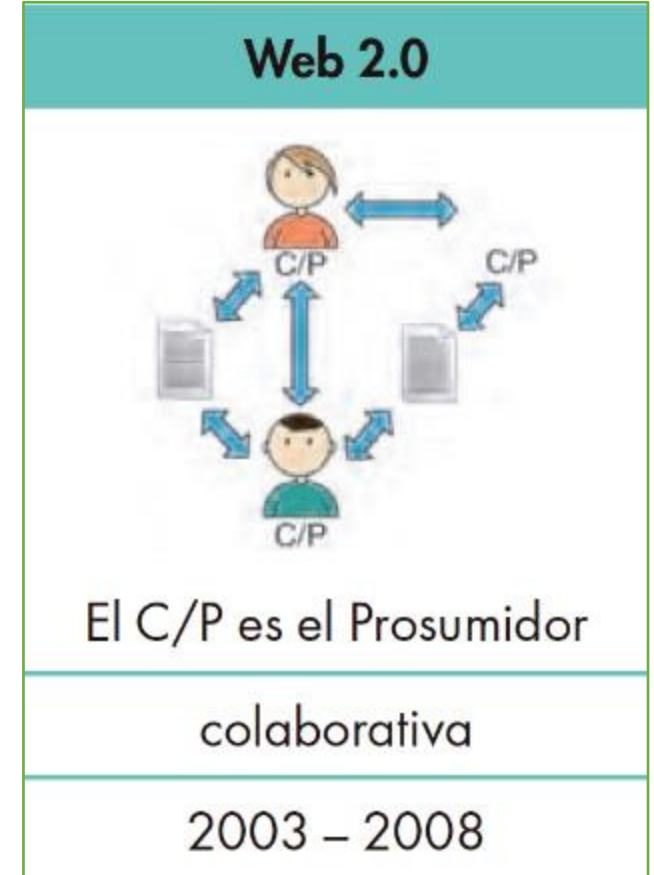 Web 2.0
C/P
C/P
C/P
El C/P es el Prosumidor
colaborativa
2003 – 2008